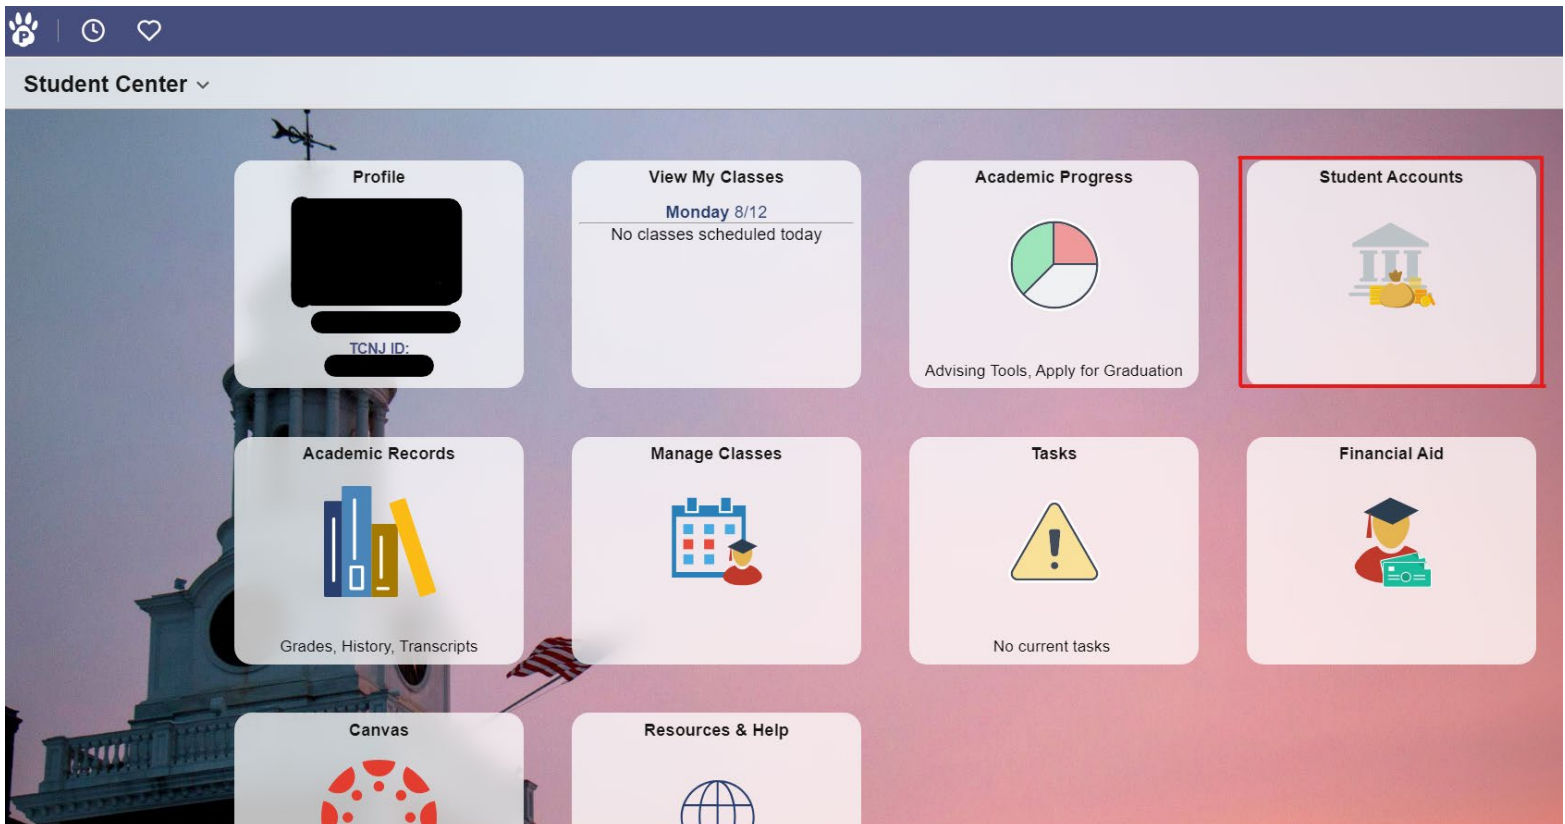 P
Student Center
Profile
TCNJ ID:
View My Classes
Monday 8/12
No classes scheduled today
Academic Progress
Advising Tools, Apply for Graduation
Student Accounts
Academic Records
Grades, History, Transcripts
Manage Classes
Tasks
No current tasks
Financial Aid
Canvas
Resources & Help